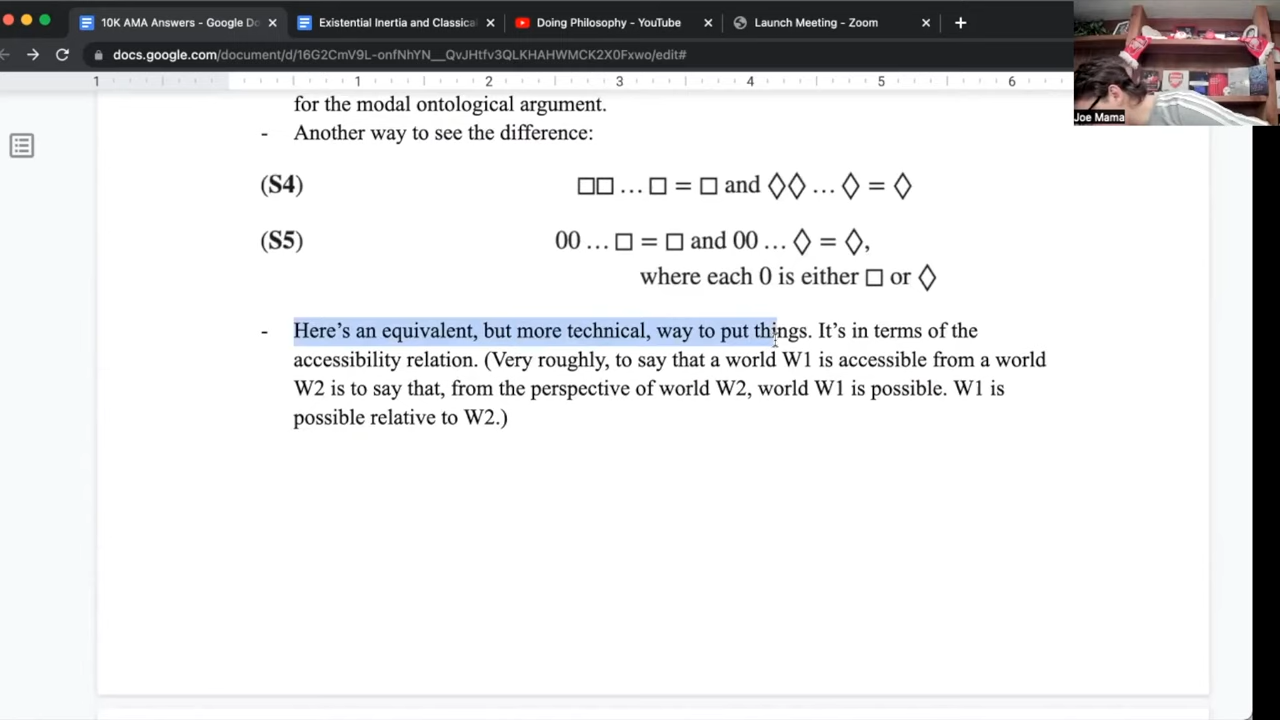 10K AMA Answers - Google Do
Existential Inertia and Classical
Doing Philosophy - YouTube
Launch Meeting - Zoom
docs.google.com/document/d/16G2CmV9L-onfNhYN__QvJHtfv3QLKHAHWMCK2X0Fxwo/edit#
1 1 2 3 4 5 6
Joe Mama
for the modal ontological argument.
- Another way to see the difference:
(S4) □□ … □ = □ and ◊◊ … ◊ = ◊
(S5) 00 … □ = □ and 00 … ◊ = ◊,
where each 0 is either □ or ◊
- Here’s an equivalent, but more technical, way to put things. It’s in terms of the
accessibility relation. (Very roughly, to say that a world W1 is accessible from a world
W2 is to say that, from the perspective of world W2, world W1 is possible. W1 is
possible relative to W2.)